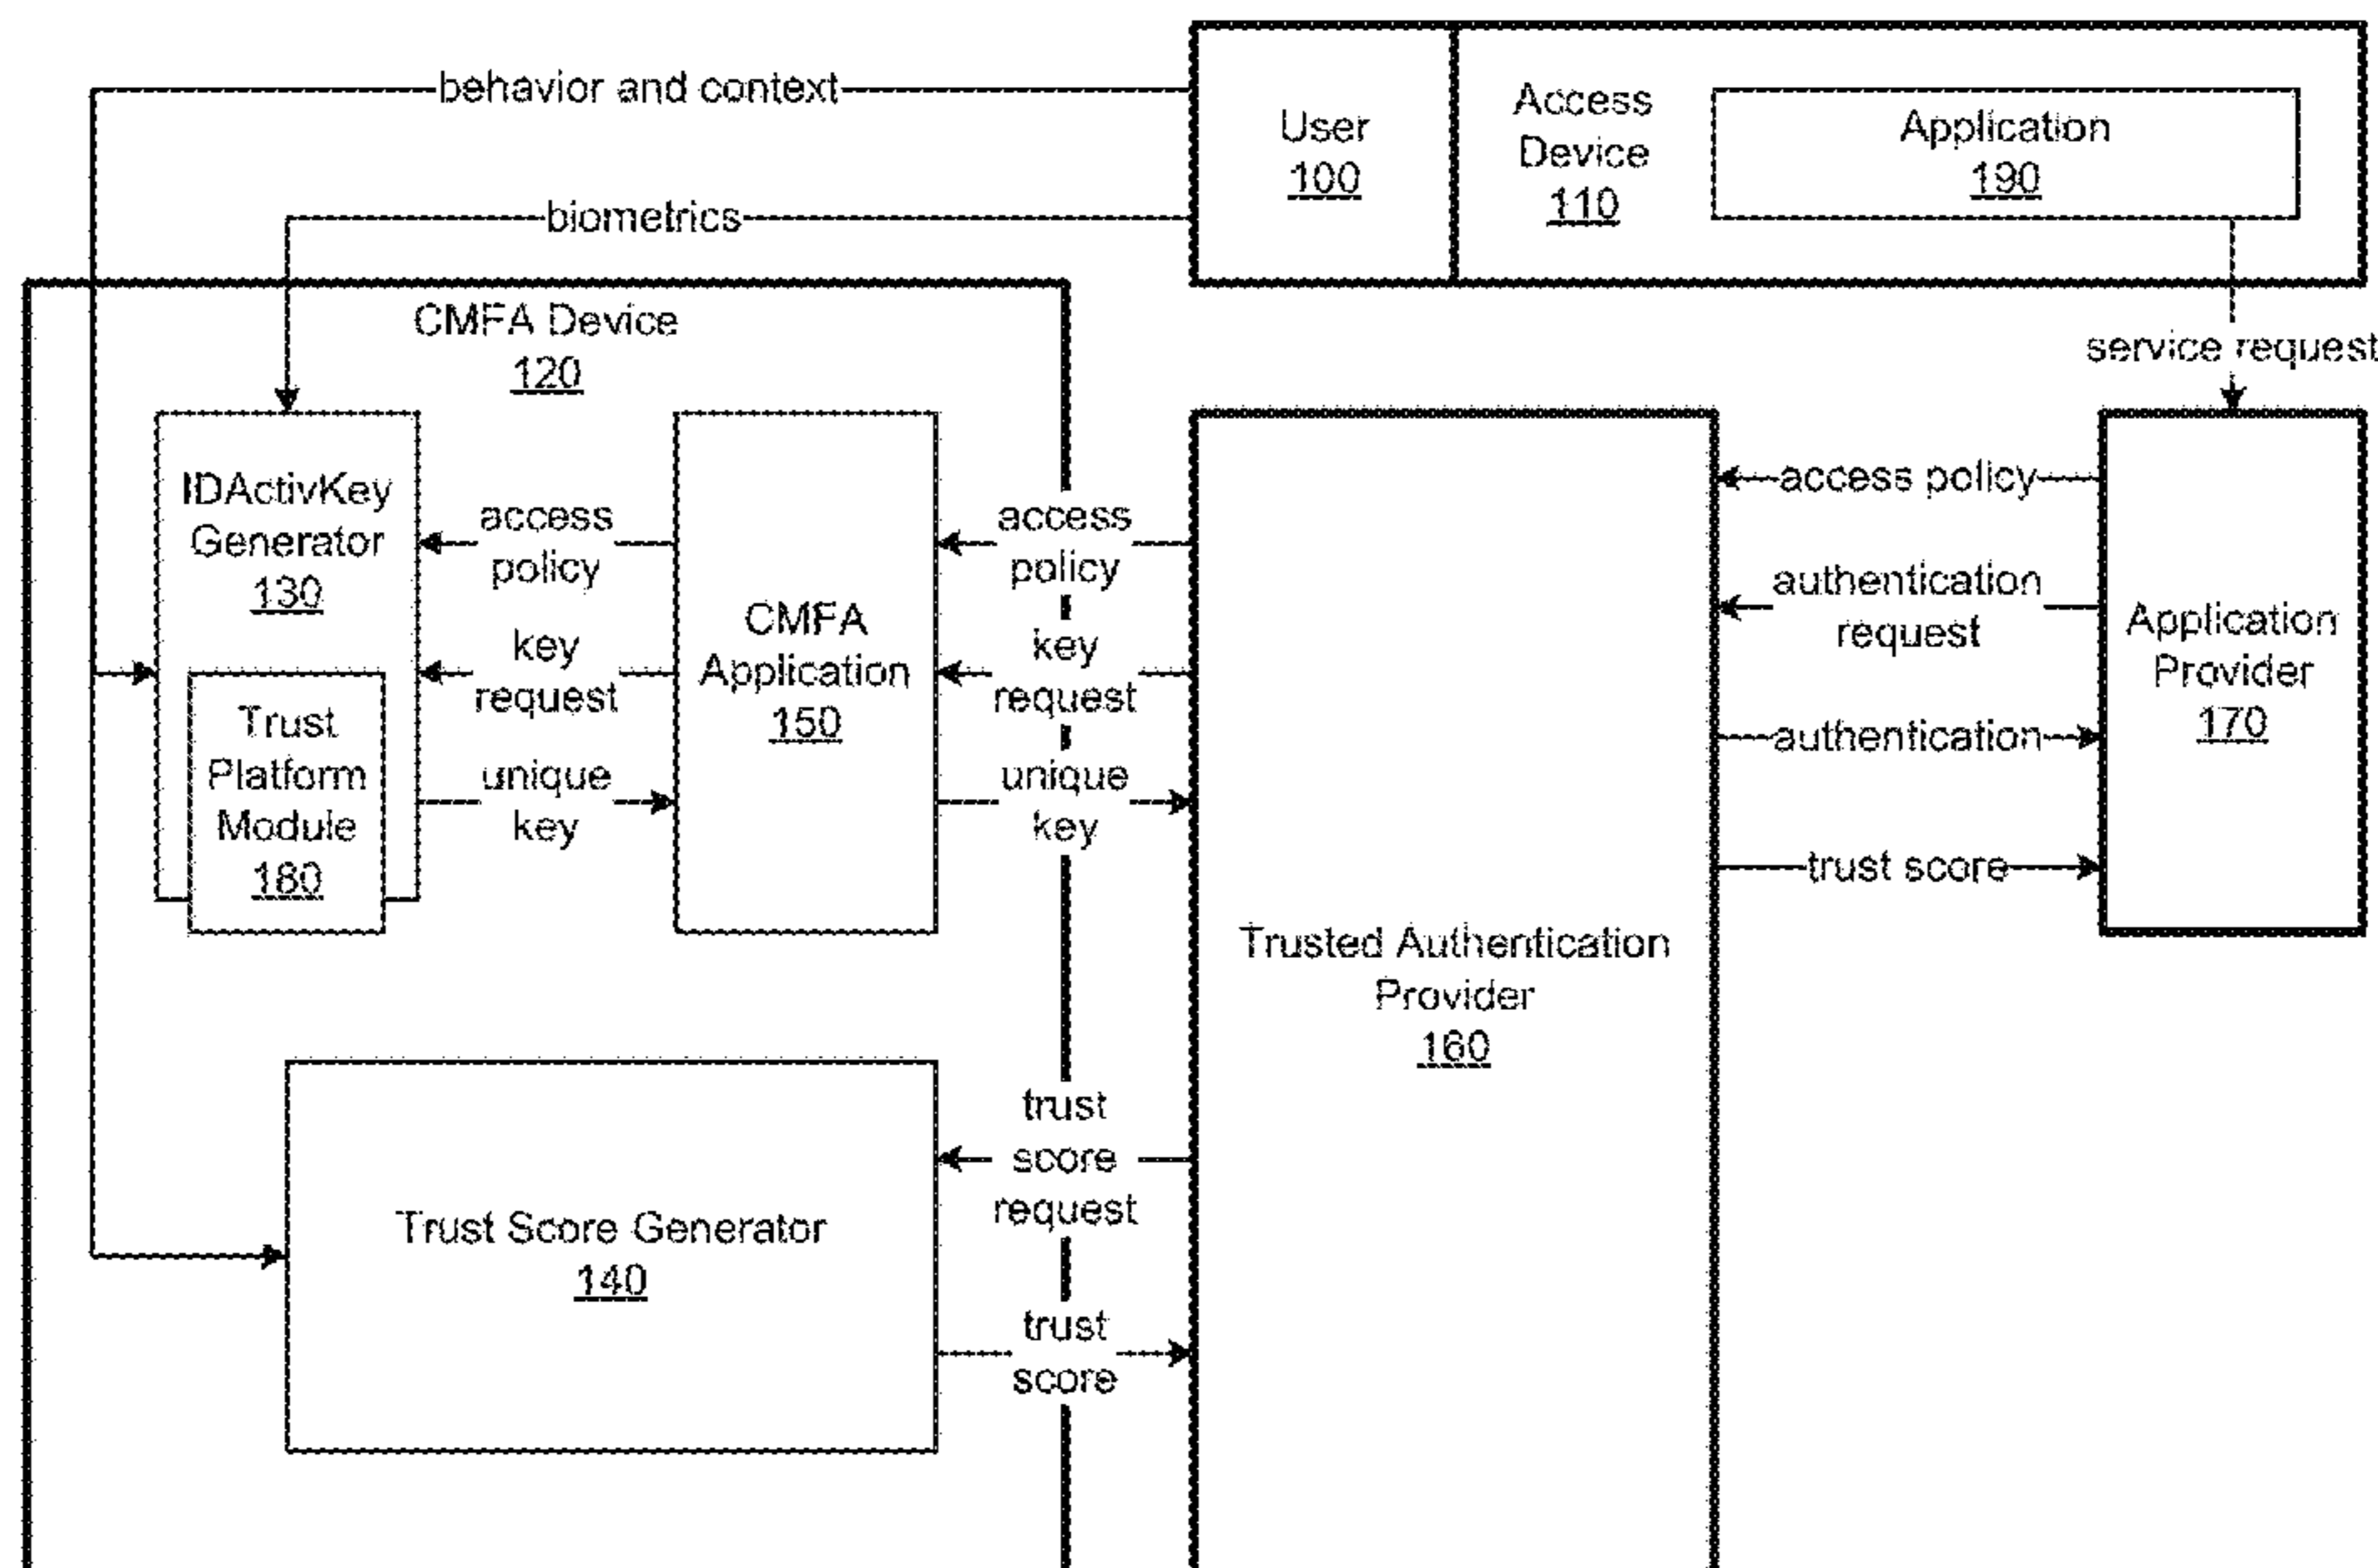 behavior and context
biometrics
User
100
Access
Device
110
Application
190
service request
CMFA Device
120
IDActivKey
Generator
130
Trust
Platform
Module
180
access
policy
key
request
unique
key
CMFA
Application
150
access
policy
key
request
unique
key
Trusted Authentication
Provider
160
access policy
authentication
request
authentication
trust score
Application
Provider
170
Trust Score Generator
140
trust
score
request
trust
score